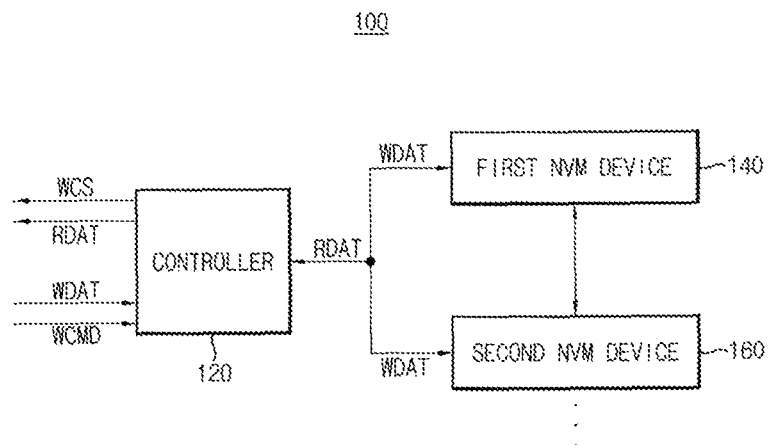 100
WDAT
FIRST NVM DEVICE
140
WCS
RDAT
CONTROLLER
RDAT
WDAT
WCMD
120
WDAT
SECOND NVM DEVICE
160